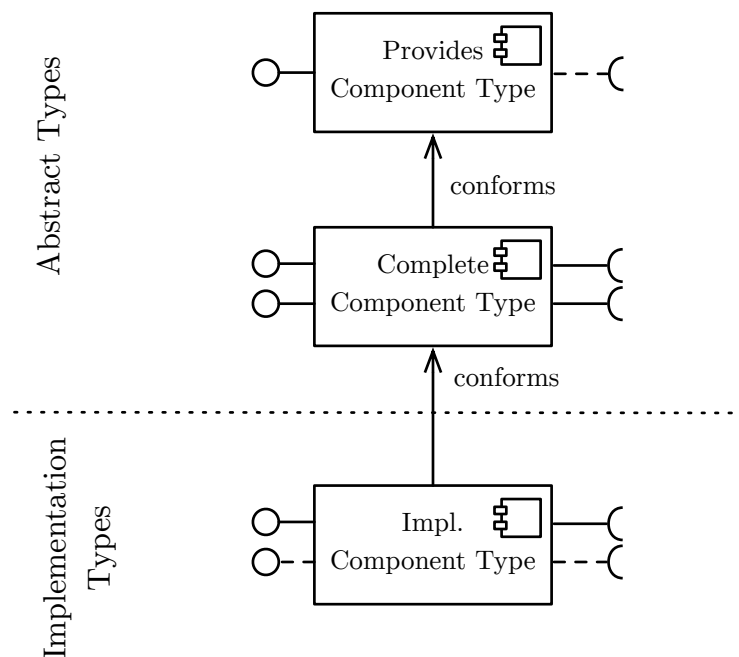 Abstract Types
Provides
Component Type
conforms
Complete
Component Type
conforms
Implementation
Types
Impl.
Component Type